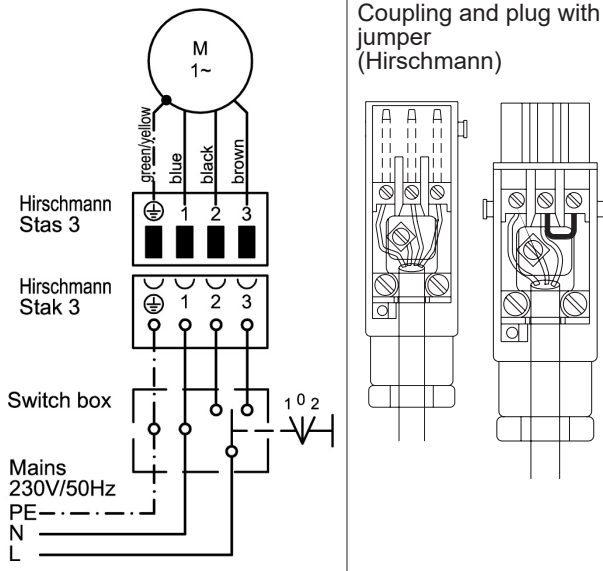 M
1~
green/yellow
blue
black
brown
Hirschmann
Stas 3
1 2 3
Hirschmann
Stak 3
1 2 3
Switch box
1 0 2
Mains
230V/50Hz
PE
N
L
Coupling and plug with
jumper
(Hirschmann)